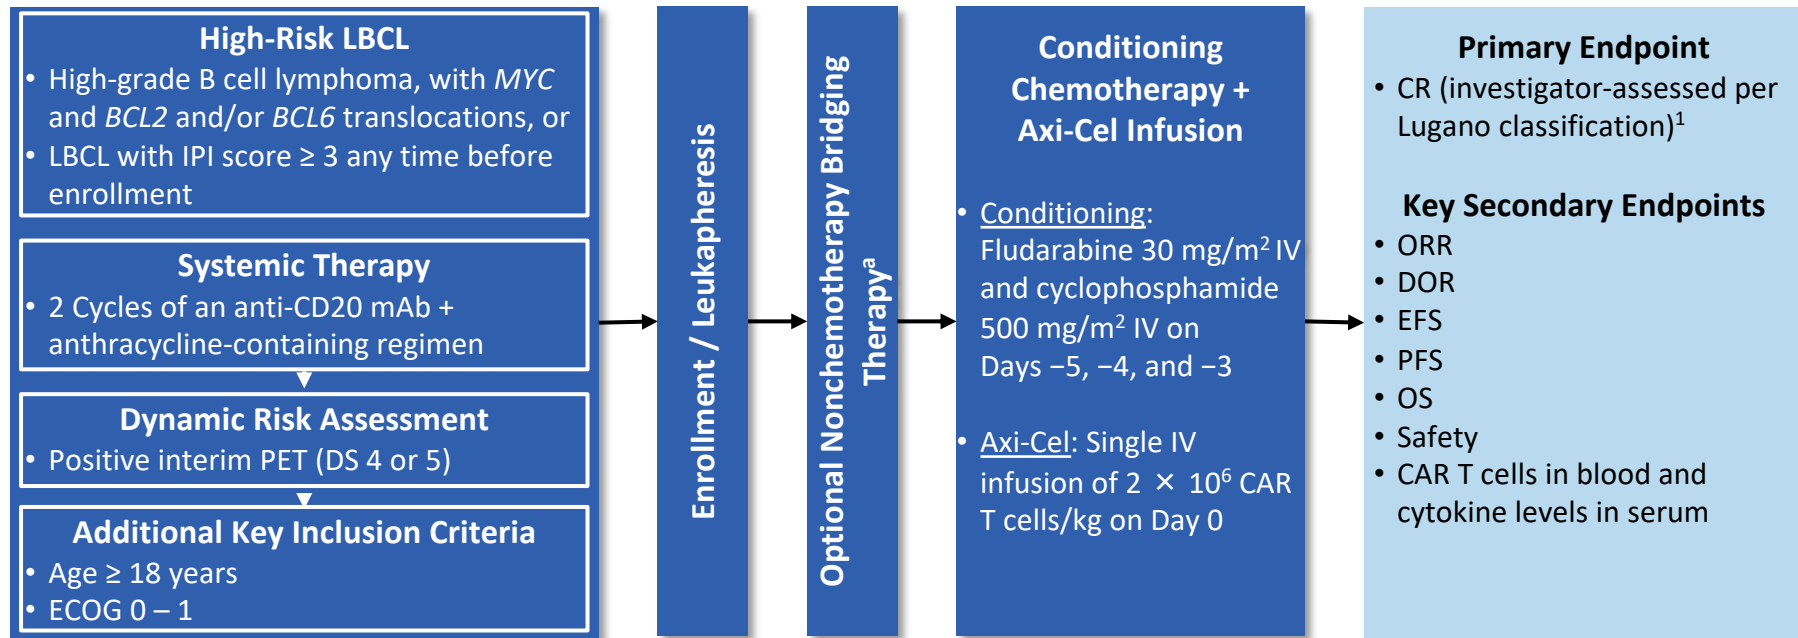 High-Risk LBCL
• High-grade B cell lymphoma, with MYC
and BCL2 and/or BCL6 translocations, or
• LBCL with IPI score ≥ 3 any time before
enrollment
Systemic Therapy
• 2 Cycles of an anti-CD20 mAb +
anthracycline-containing regimen
Dynamic Risk Assessment
• Positive interim PET (DS 4 or 5)
Additional Key Inclusion Criteria
• Age ≥ 18 years
• ECOG 0 – 1
Enrollment / Leukapheresis
Optional Nonchemotherapy Bridging
Therapyᵃ
Conditioning
Chemotherapy +
Axi-Cel Infusion
• Conditioning:
Fludarabine 30 mg/m² IV
and cyclophosphamide
500 mg/m² IV on
Days −5, −4, and −3
• Axi-Cel: Single IV
infusion of 2 × 10⁶ CAR
T cells/kg on Day 0
Primary Endpoint
• CR (investigator-assessed per
Lugano classification)¹
Key Secondary Endpoints
• ORR
• DOR
• EFS
• PFS
• OS
• Safety
• CAR T cells in blood and
cytokine levels in serum